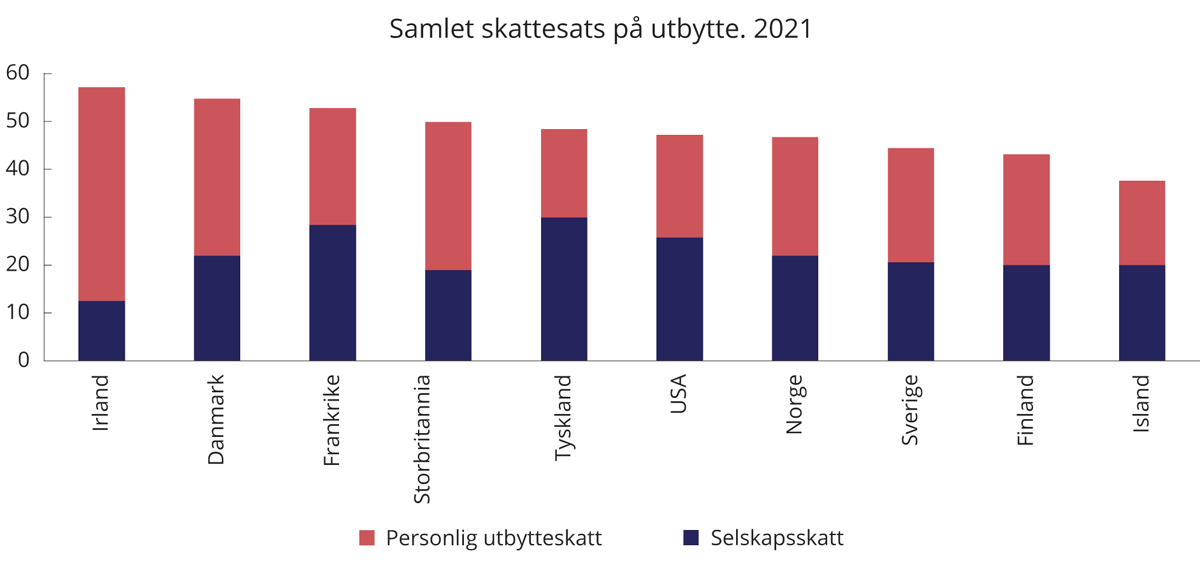 Samlet skattesats på utbytte. 2021
60
50
40
30
20
10
0
Irland
Danmark
Frankrike
Storbritannia
Tyskland
USA
Norge
Sverige
Finland
Island
Personlig utbytteskatt
Selskapsskatt